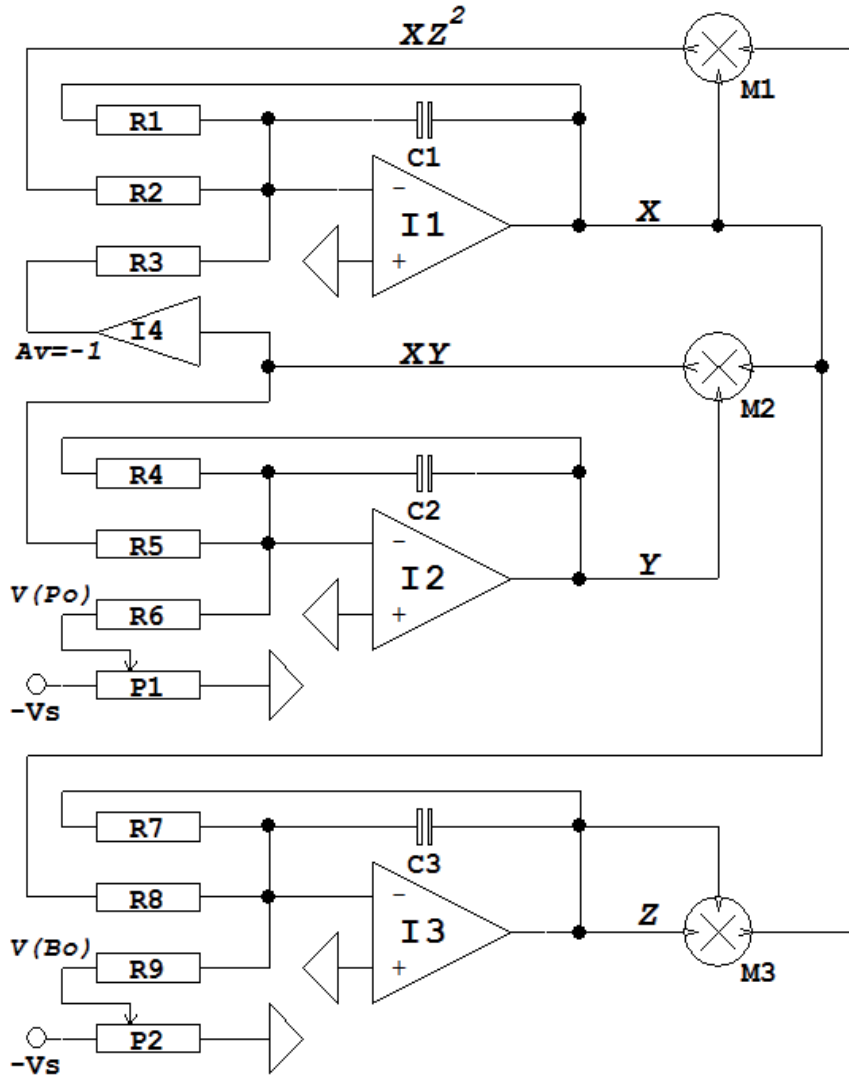 XZ²
M1
R1
C1
R2
−
I1
X
R3
+
I4
Av=-1
XY
M2
R4
C2
R5
−
I2
Y
V(Po)
R6
+
P1
-Vs
R7
C3
R8
−
I3
Z
V(Bo)
R9
+
M3
P2
-Vs